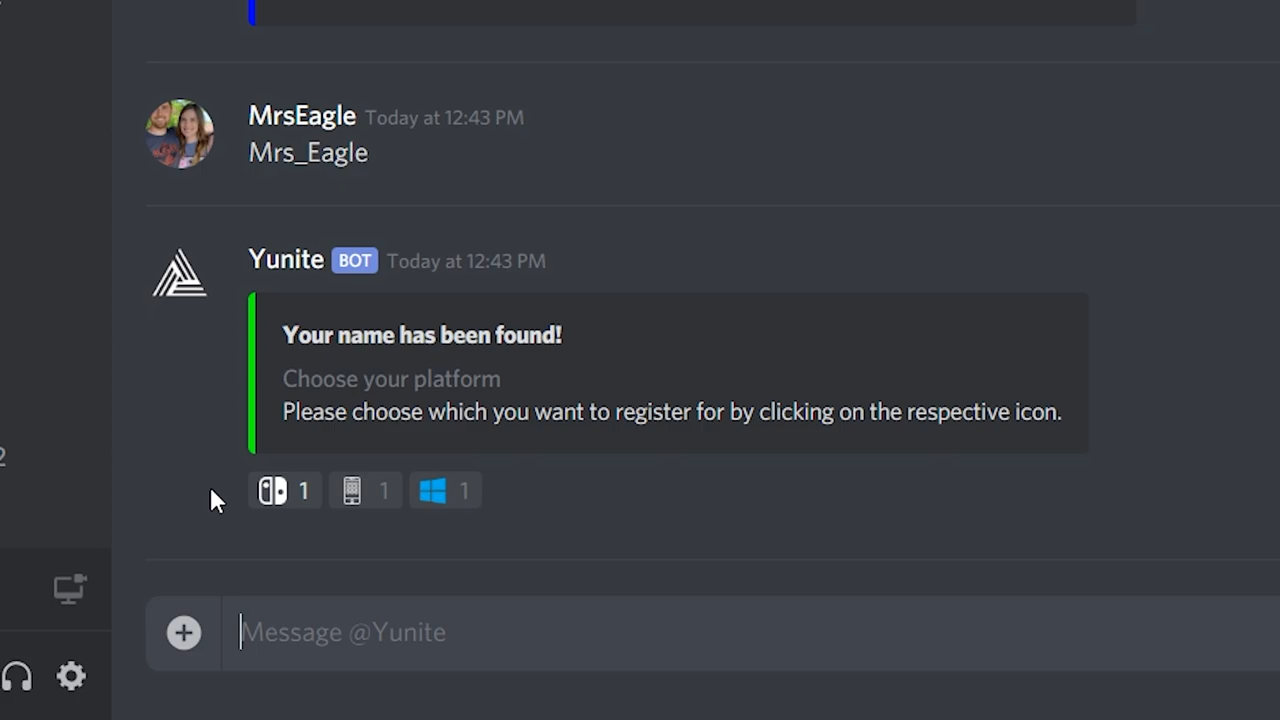 MrsEagle Today at 12:43 PM
Mrs_Eagle
Yunite BOT Today at 12:43 PM
Your name has been found!
Choose your platform
Please choose which you want to register for by clicking on the respective icon.
2
1 1 1
Message @Yunite